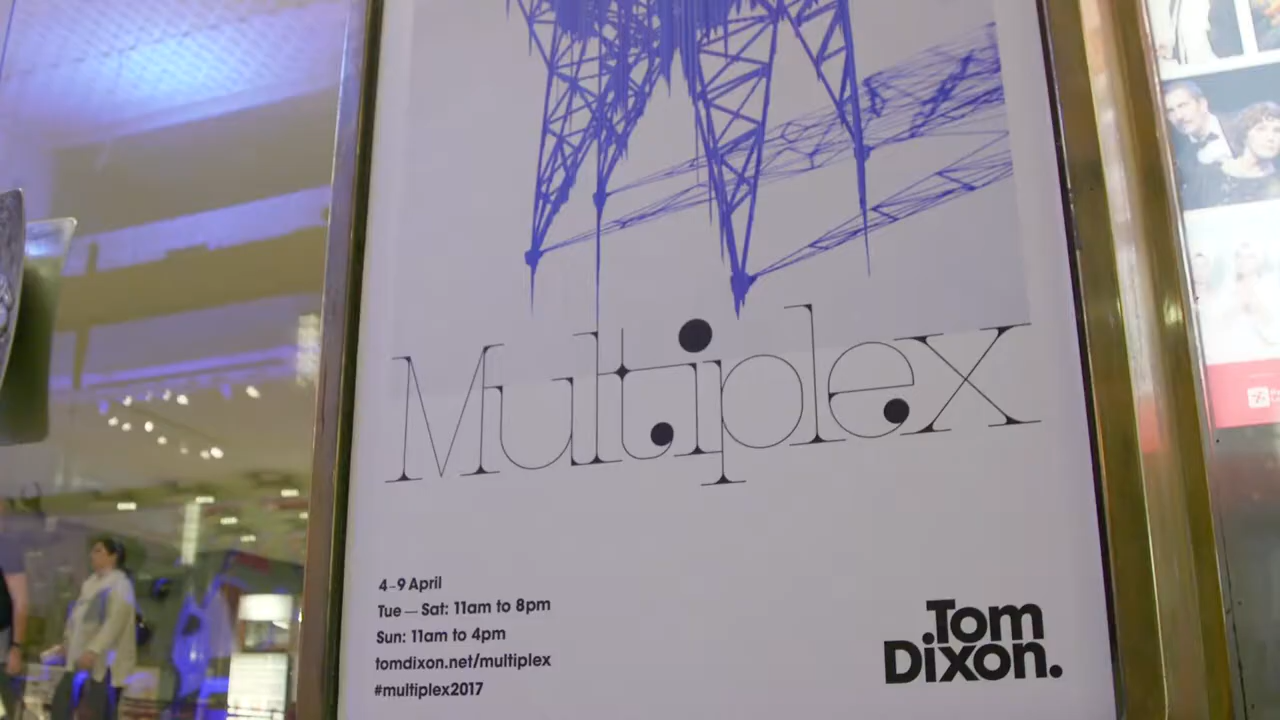 Multiplex
4–9 April
Tue — Sat: 11am to 8pm
Sun: 11am to 4pm
tomdixon.net/multiplex
#multiplex2017
Tom
Dixon.